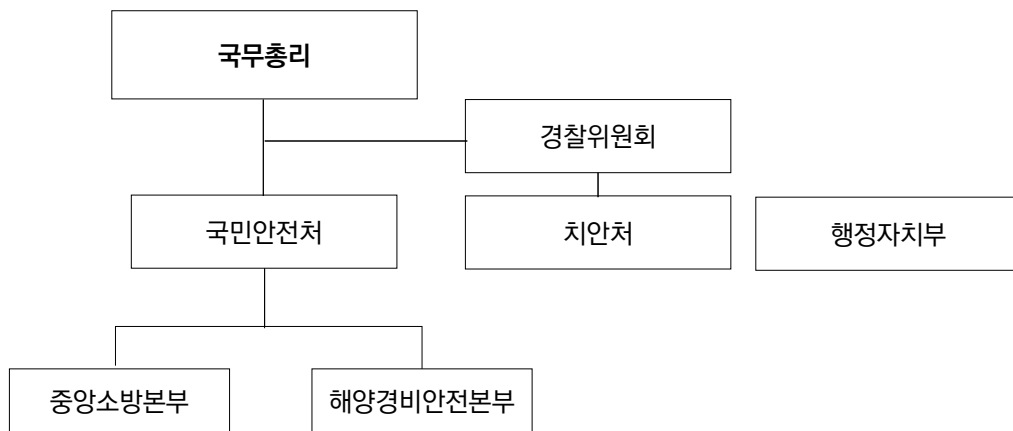 국무총리
경찰위원회
국민안전처
치안처
행정자치부
중앙소방본부
해양경비안전본부